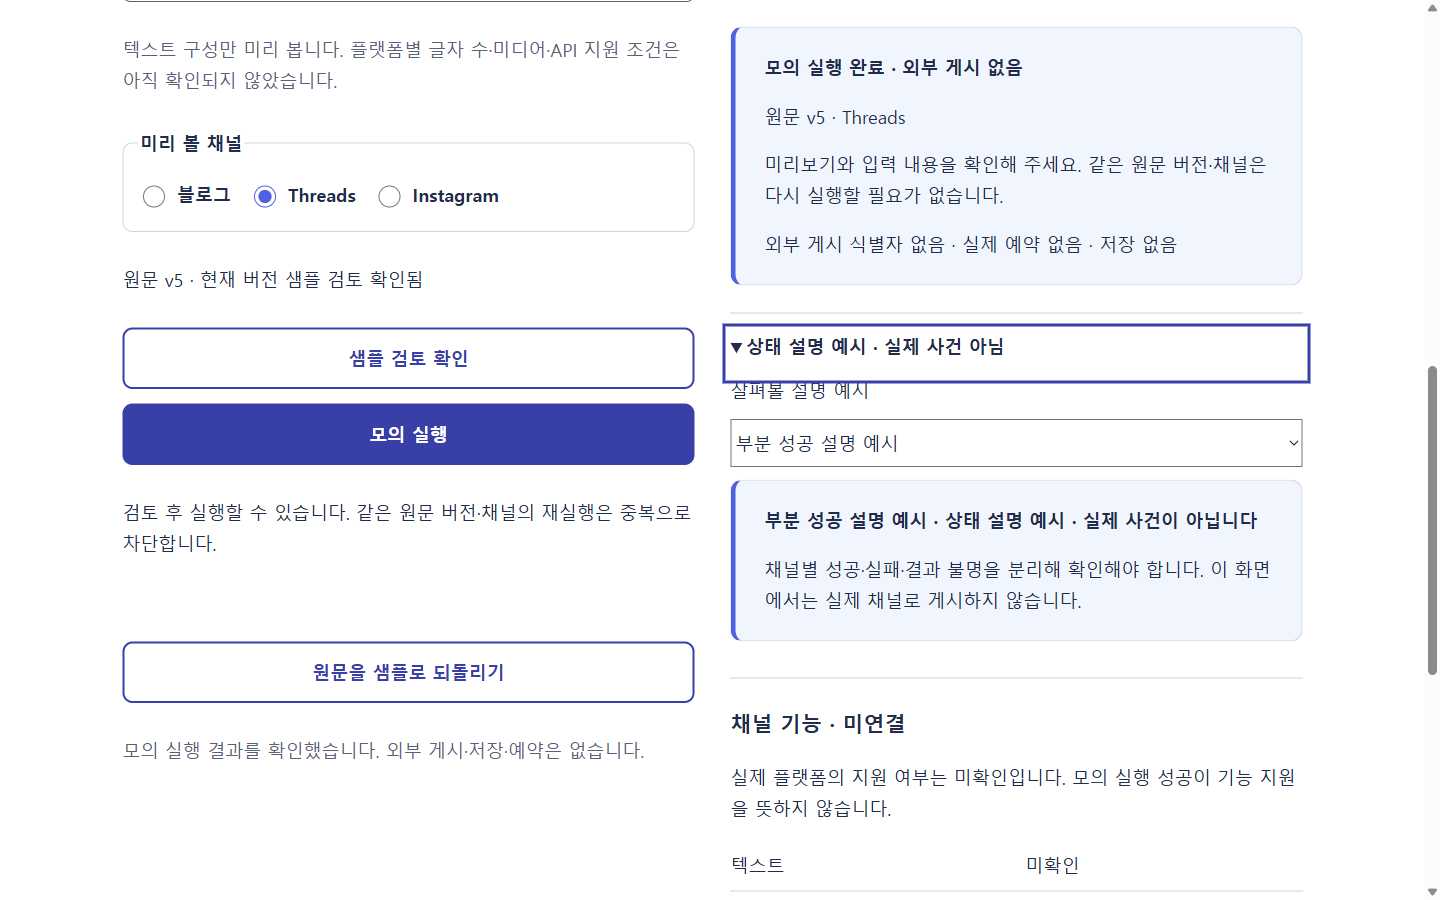 텍스트 구성만 미리 봅니다. 플랫폼별 글자 수·미디어·API 지원 조건은
아직 확인되지 않았습니다.
미리 볼 채널
블로그 Threads Instagram
원문 v5 · 현재 버전 샘플 검토 확인됨
샘플 검토 확인
모의 실행
검토 후 실행할 수 있습니다. 같은 원문 버전·채널의 재실행은 중복으로
차단합니다.
원문을 샘플로 되돌리기
모의 실행 결과를 확인했습니다. 외부 게시·저장·예약은 없습니다.
모의 실행 완료 · 외부 게시 없음
원문 v5 · Threads
미리보기와 입력 내용을 확인해 주세요. 같은 원문 버전·채널은
다시 실행할 필요가 없습니다.
외부 게시 식별자 없음 · 실제 예약 없음 · 저장 없음
▼ 상태 설명 예시 · 실제 사건 아님
살펴볼 설명 예시
부분 성공 설명 예시
부분 성공 설명 예시 · 상태 설명 예시 · 실제 사건이 아닙니다
채널별 성공·실패·결과 불명을 분리해 확인해야 합니다. 이 화면
에서는 실제 채널로 게시하지 않습니다.
채널 기능 · 미연결
실제 플랫폼의 지원 여부는 미확인입니다. 모의 실행 성공이 기능 지원
을 뜻하지 않습니다.
텍스트 미확인